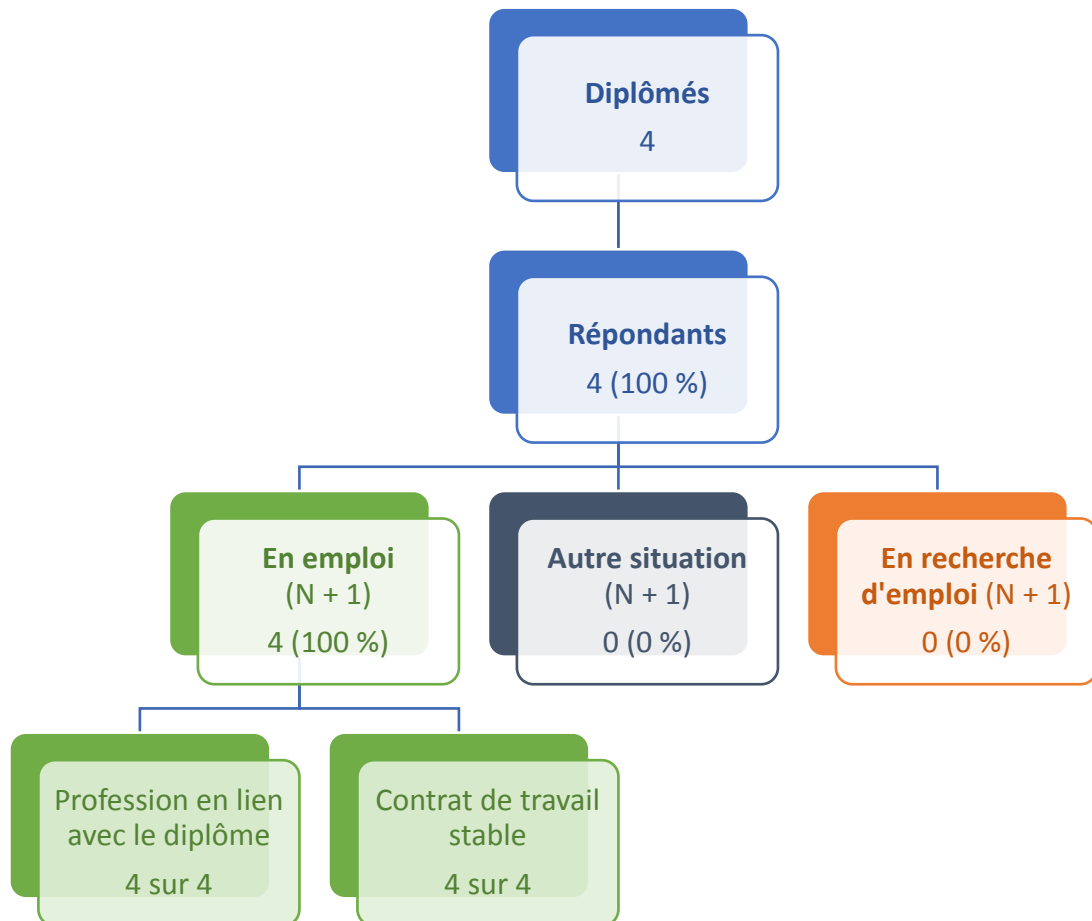 Diplômés
4
Répondants
4 (100 %)
En emploi
(N + 1)
4 (100 %)
Autre situation
(N + 1)
0 (0 %)
En recherche
d'emploi (N + 1)
0 (0 %)
Profession en lien
avec le diplôme
4 sur 4
Contrat de travail
stable
4 sur 4